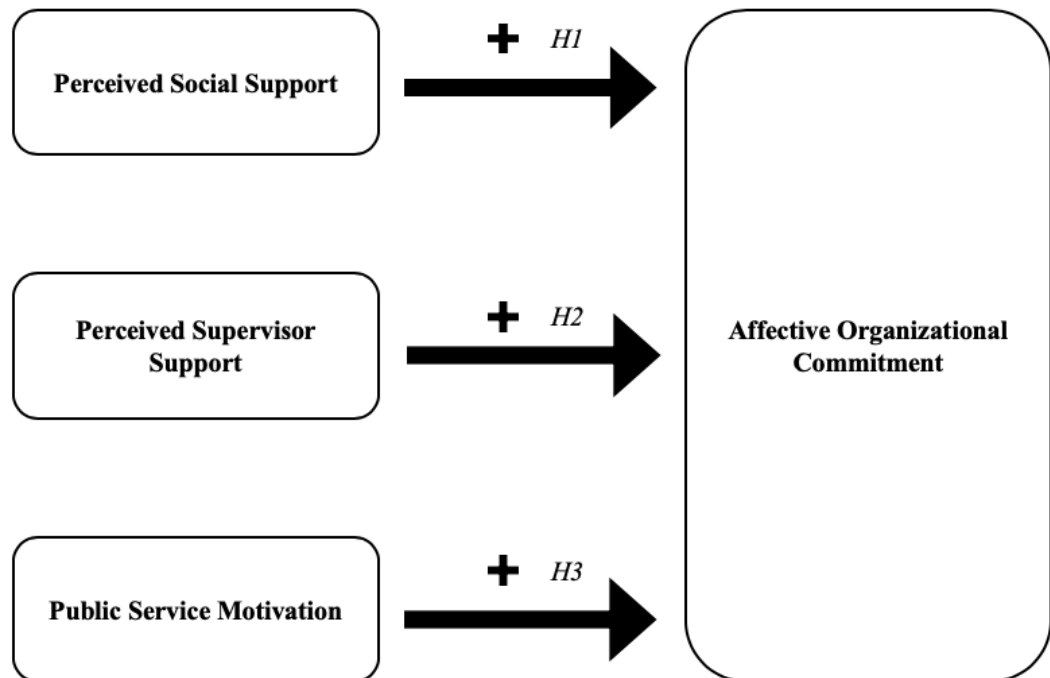 + H1
Perceived Social Support
+ H2
Perceived Supervisor
Support
Affective Organizational
Commitment
+ H3
Public Service Motivation